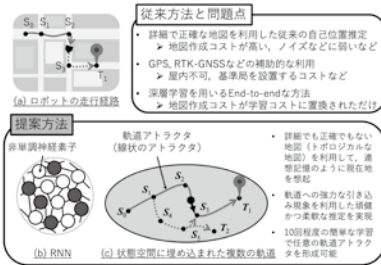 S₀ S₁ S₂
S₃
T₁
(a) ロボットの走行経路
従来方法と問題点
・ 詳細で正確な地図を利用した従来の自己位置推定
➢ 地図作成コストが高い，ノイズなどに弱いなど
・ GPS, RTK-GNSSなどの補助的な利用
➢ 屋内不可，基準局を設置するコストなど
・ 深層学習を用いるEnd-to-endな方法
➢ 地図作成コストが学習コストに置換されただけ
提案方法
非単調神経素子
(b) RNN
軌道アトラクタ
（線状のアトラクタ）
S₀
S₁
S₂
S₃
S₄
T₁
T₂
(c) 状態空間に埋め込まれた複数の軌道
・ 詳細でも正確でもない
地図（トポロジカルな
地図）を利用して，連
想記憶のように現在地
を想起
・ 軌道への強力な引き込
み現象を利用した頑健
かつ柔軟な推定を実現
・ 10回程度の簡単な学習
で任意の軌道アトラク
タを形成可能